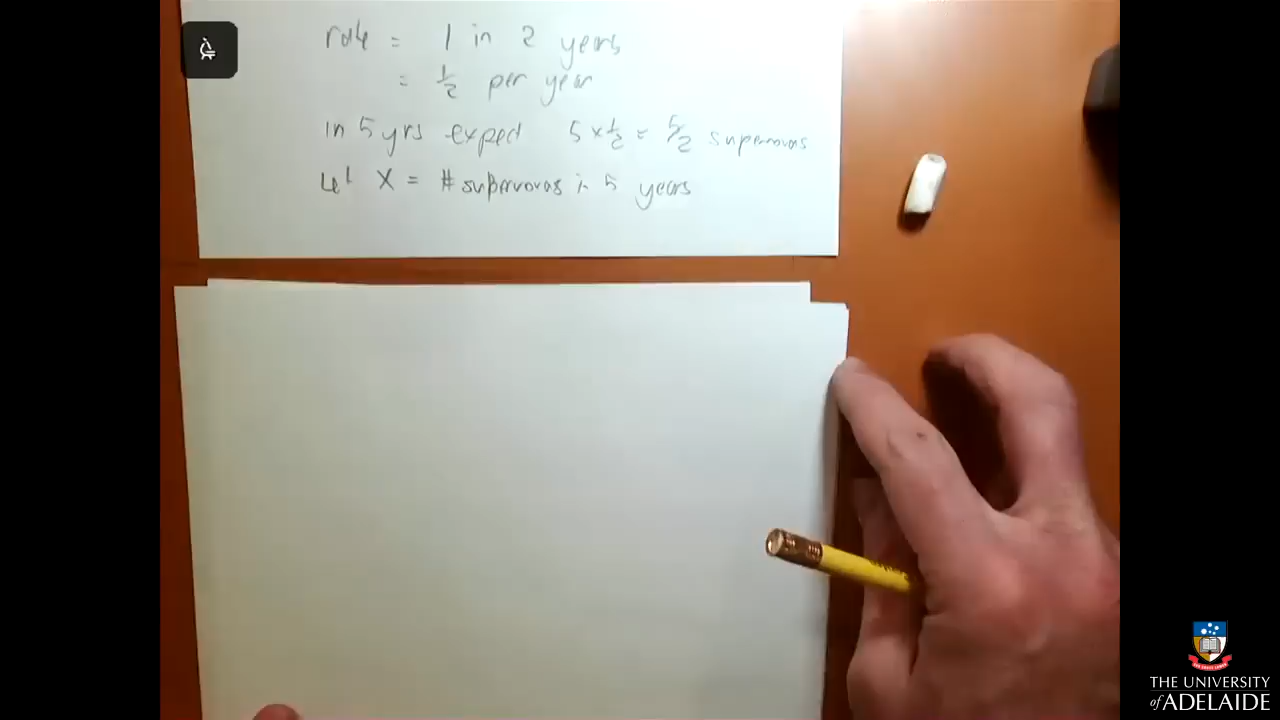 rate = 1 in 2 years
= 1/2 per year
in 5 yrs expect 5 × 1/2 = 5/2 supernovas
let X = # supernovas in 5 years
THE UNIVERSITY
of ADELAIDE